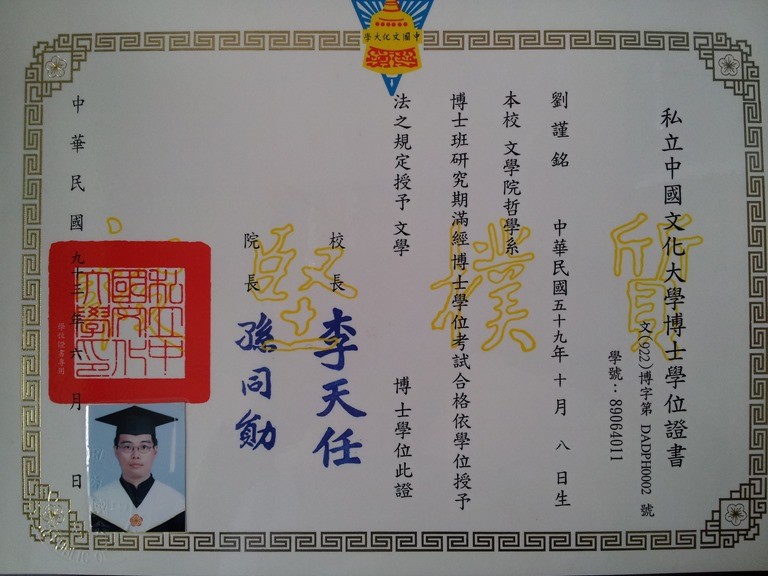 中國文化大學
私立中國文化大學博士學位證書
文(922)博字第 DADPH0002 號
學號：89064011
劉謹銘 中華民國五十九年 十 月 八 日生
本校 文學院哲學系
博士班研究期滿經博士學位考試合格依學位授予
法之規定授予 文學 博士學位此證
校長 李天任
院長 孫同勛
中華民國九十三年六月 日
質樸堅毅
私立中國文化大學印
學位證書專用